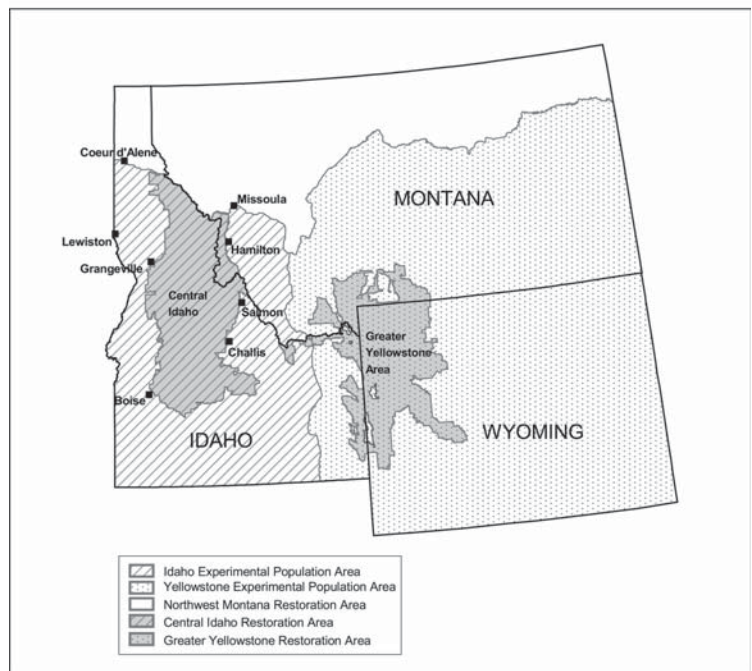 Coeur d'Alene
Missoula
MONTANA
Lewiston
Hamilton
Grangeville
Central
Idaho
Salmon
Greater
Yellowstone
Area
Challis
Boise
IDAHO
WYOMING
Idaho Experimental Population Area
Yellowstone Experimental Population Area
Northwest Montana Restoration Area
Central Idaho Restoration Area
Greater Yellowstone Restoration Area